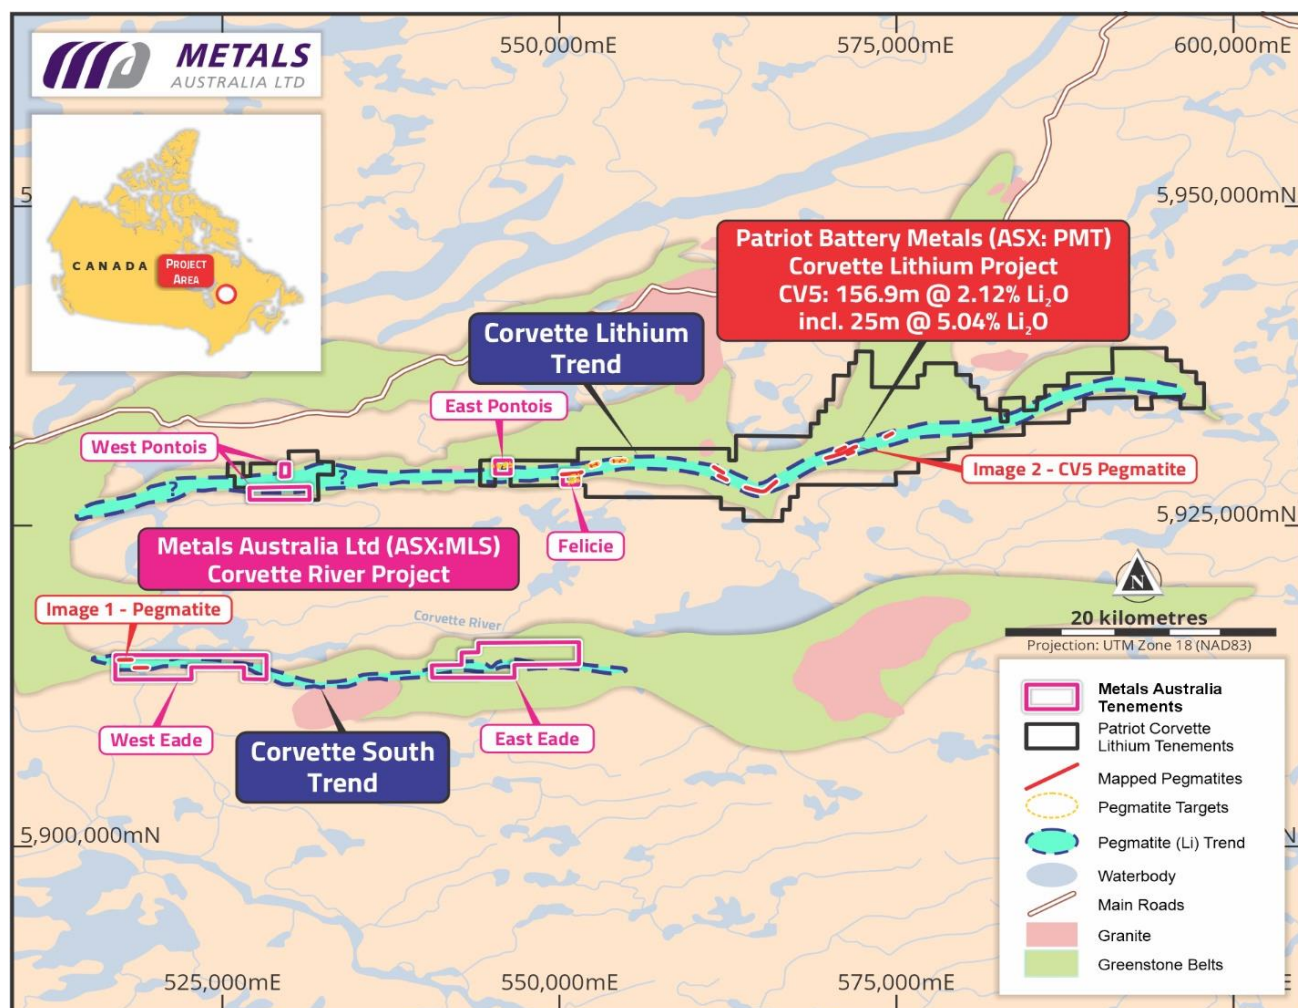 METALS
AUSTRALIA LTD
550,000mE
575,000mE
600,000mE
CANADA
PROJECT
AREA
5
5,950,000mN
Patriot Battery Metals (ASX: PMT)
Corvette Lithium Project
CV5: 156.9m @ 2.12% Li₂O
incl. 25m @ 5.04% Li₂O
Corvette Lithium
Trend
East Pontois
West Pontois
?
?
Image 2 - CV5 Pegmatite
5,925,000mN
Felicie
Metals Australia Ltd (ASX:MLS)
Corvette River Project
Image 1 - Pegmatite
Corvette River
N
20 kilometres
Projection: UTM Zone 18 (NAD83)
West Eade
East Eade
Corvette South
Trend
Metals Australia
Tenements
Patriot Corvette
Lithium Tenements
Mapped Pegmatites
Pegmatite Targets
Pegmatite (Li) Trend
Waterbody
Main Roads
Granite
Greenstone Belts
5,900,000mN
N
525,000mE
550,000mE
575,000mE